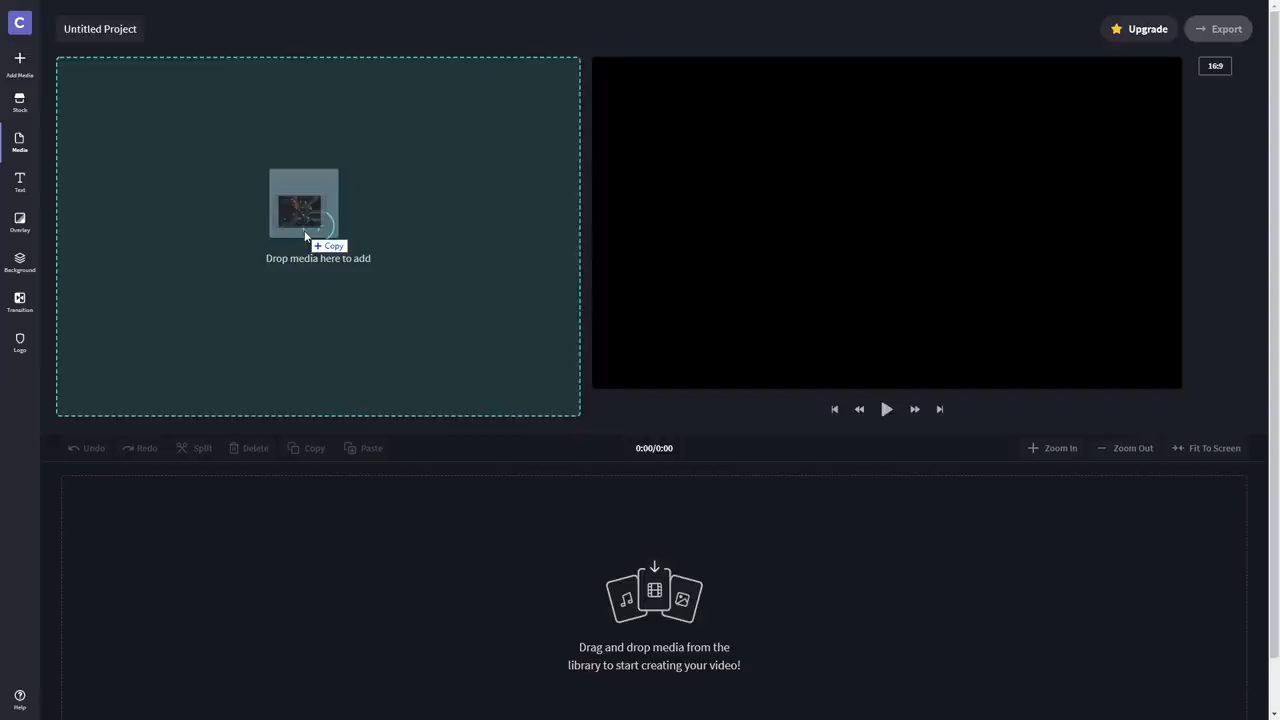 C
Untitled Project
Upgrade
Export
Add Media
Stock
Media
Text
Overlay
Background
Transition
Logo
Help
16:9
+ Copy
Drop media here to add
Undo
Redo
Split
Delete
Copy
Paste
0:00/0:00
Zoom In
Zoom Out
Fit To Screen
Drag and drop media from the
library to start creating your video!